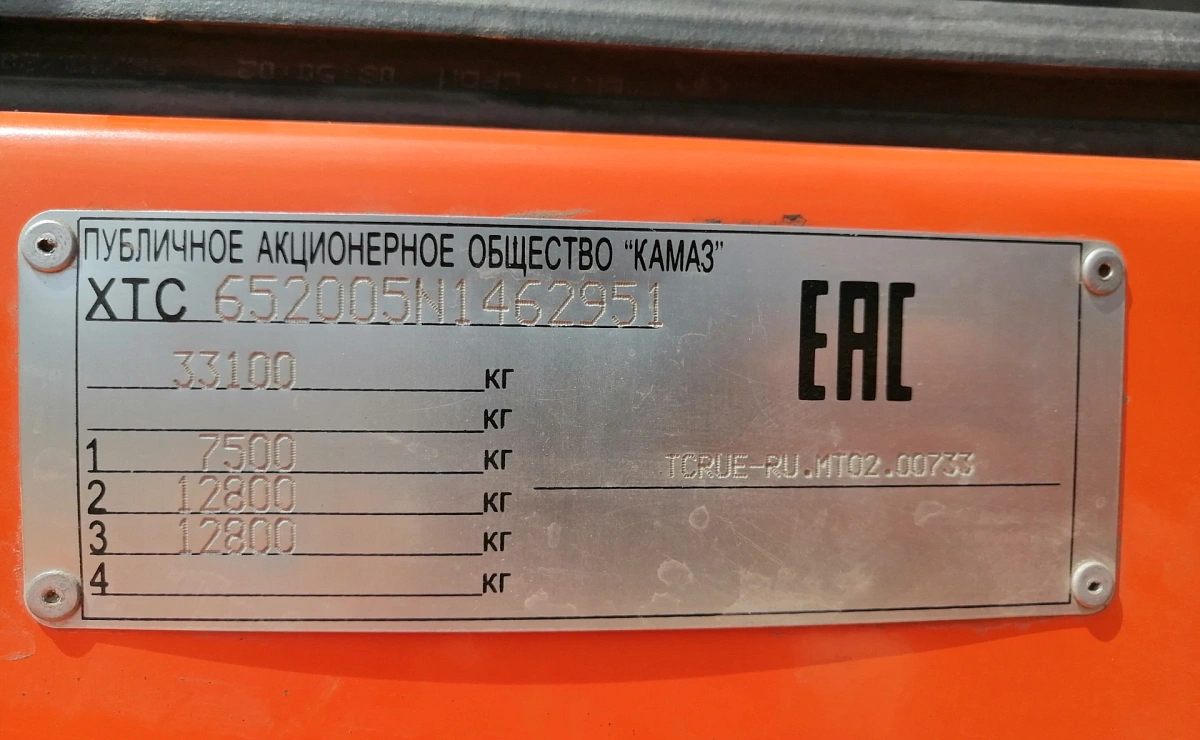 ПУБЛИЧНОЕ АКЦИОНЕРНОЕ ОБЩЕСТВО "КАМАЗ"
XTC 652005N1462951
EAC
33100 кг
кг
1 7500 кг
TCRUE-RU.MT02.00733
2 12800 кг
3 12800 кг
4 кг